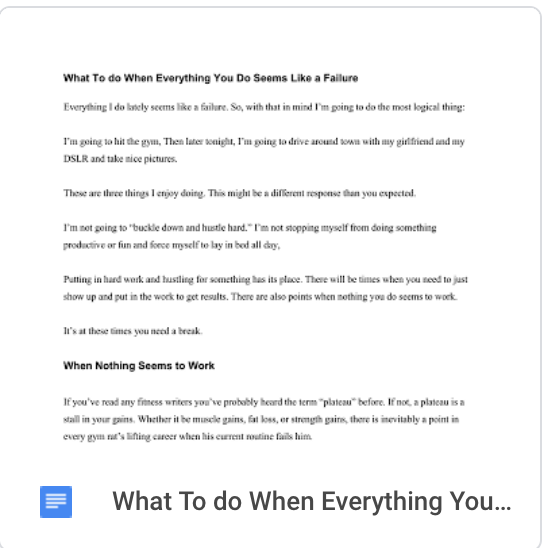 What To do When Everything You Do Seems Like a Failure
Everything I do lately seems like a failure. So, with that in mind I'm going to do the most logical thing:
I'm going to hit the gym, Then later tonight, I'm going to drive around town with my girlfriend and my
DSLR and take nice pictures.
These are three things I enjoy doing. This might be a different response than you expected.
I'm not going to "buckle down and hustle hard." I'm not stopping myself from doing something
productive or fun and force myself to lay in bed all day,
Putting in hard work and hustling for something has its place. There will be times when you need to just
show up and put in the work to get results. There are also points when nothing you do seems to work.
It's at these times you need a break.
When Nothing Seems to Work
If you've read any fitness writers you've probably heard the term "plateau" before. If not, a plateau is a
stall in your gains. Whether it be muscle gains, fat loss, or strength gains, there is inevitably a point in
every gym rat's lifting career when his current routine fails him.
What To do When Everything You...